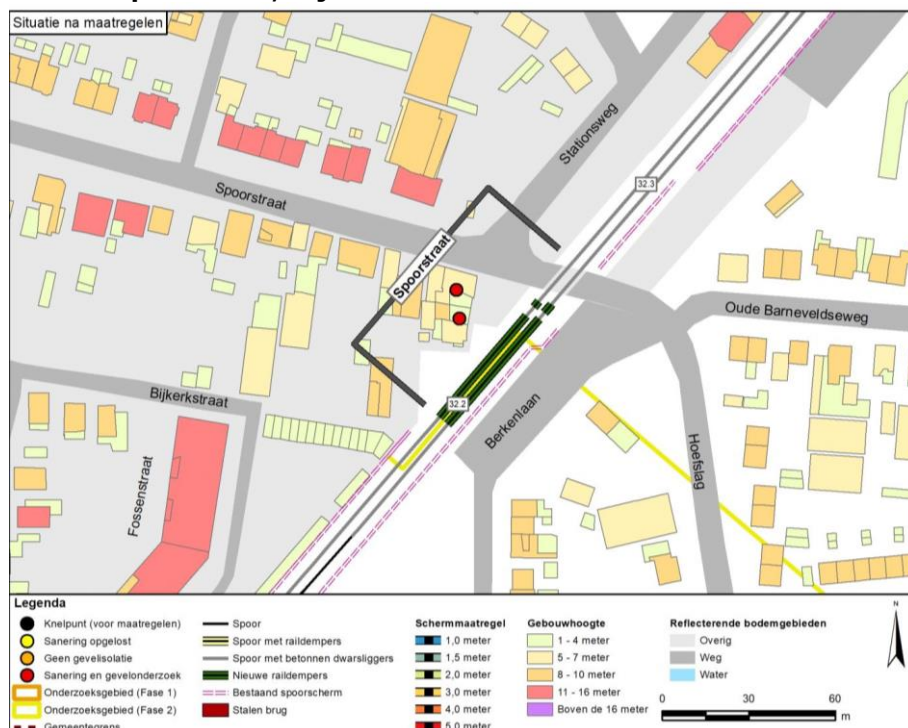 Situatie na maatregelen
Stationsweg
32.3
Spoorstraat
Spoorstraat
Oude Barneveldseweg
32.2
Bijkerkstraat
Berkenlaan
Hoefslag
Fossenstraat
Legenda
Knelpunt (voor maatregelen)
Sanering opgelost
Geen gevelisolatie
Sanering en gevelonderzoek
Onderzoeksgebied (Fase 1)
Onderzoeksgebied (Fase 2)
Gemeentegrens
Spoor
Spoor met raildempers
Spoor met betonnen dwarsliggers
Nieuwe raildempers
Bestaand spoorscherm
Stalen brug
Schermmaatregel
1,0 meter
1,5 meter
2,0 meter
3,0 meter
4,0 meter
5,0 meter
Gebouwhoogte
1 - 4 meter
5 - 7 meter
8 - 10 meter
11 - 16 meter
Boven de 16 meter
Reflecterende bodemgebieden
Overig
Weg
Water
N
0 30 60
m